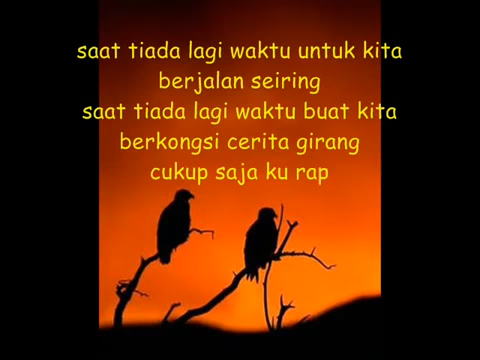 saat tiada lagi waktu untuk kita
berjalan seiring
saat tiada lagi waktu buat kita
berkongsi cerita girang
cukup saja ku rap